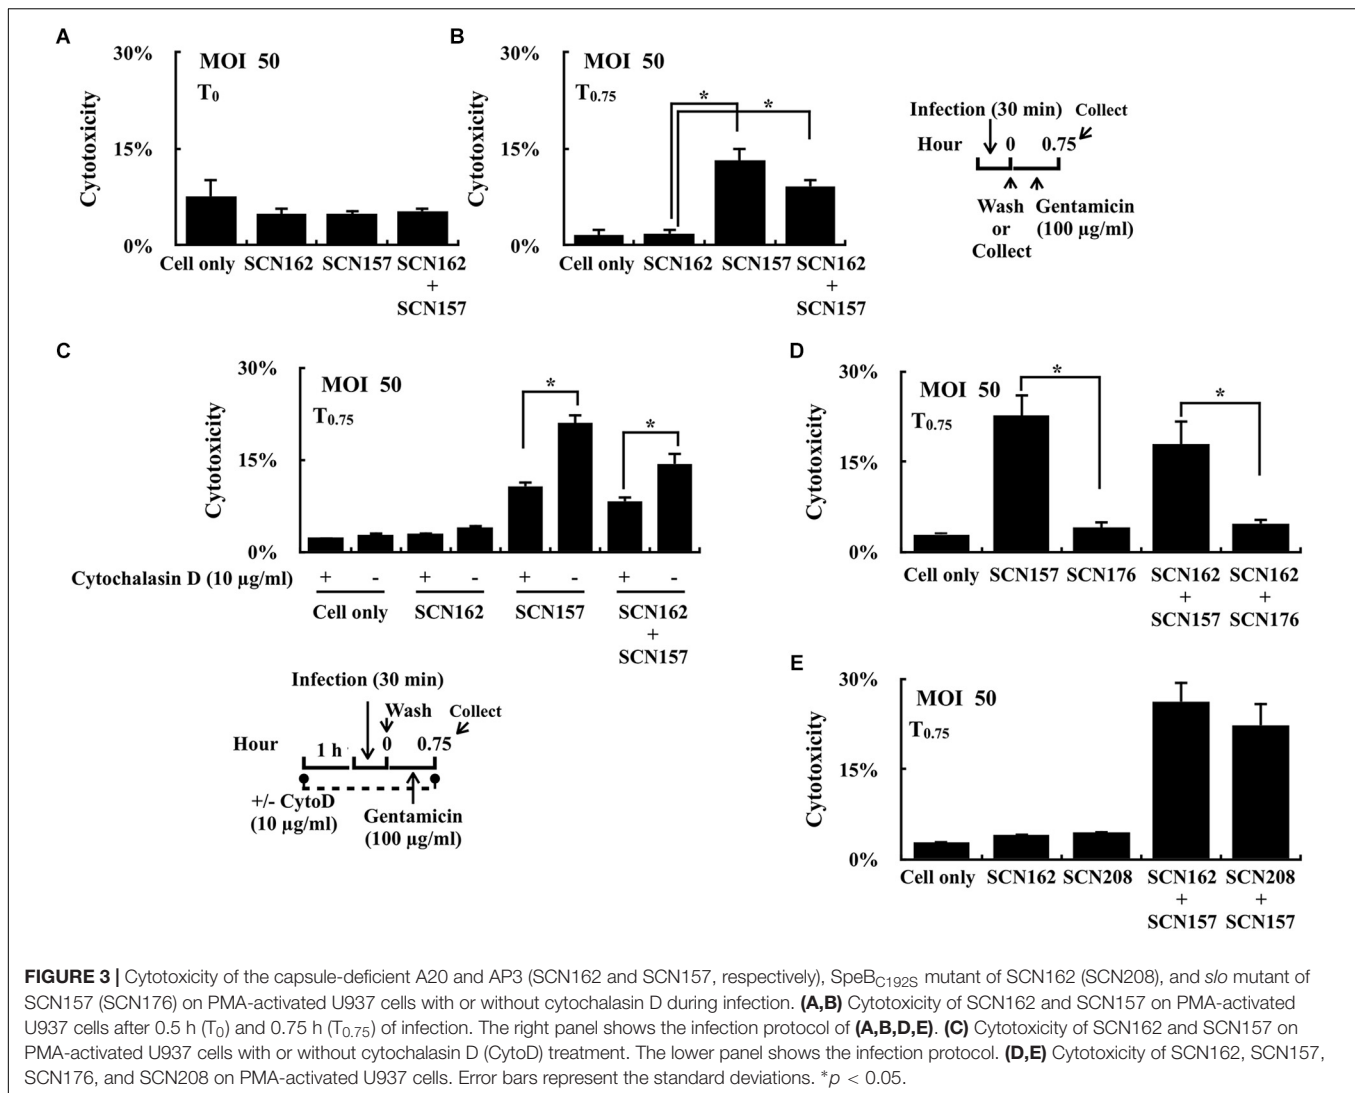 A
30%
MOI 50
T0
15%
0%
Cytotoxicity
Cell only SCN162 SCN157 SCN162
+
SCN157
B
30%
MOI 50
T0.75
* *
15%
0%
Cytotoxicity
Cell only SCN162 SCN157 SCN162
+
SCN157
Infection (30 min) Collect
Hour 0 0.75
Wash Gentamicin
or (100 µg/ml)
Collect
C
30%
MOI 50
T0.75
* *
15%
0%
Cytotoxicity
Cytochalasin D (10 µg/ml) + - + - + - + -
Cell only SCN162 SCN157 SCN162
+
SCN157
Infection (30 min)
Wash Collect
Hour 1 h 0 0.75
+/- CytoD Gentamicin
(10 µg/ml) (100 µg/ml)
D
30%
MOI 50
T0.75
* *
15%
0%
Cytotoxicity
Cell only SCN157 SCN176 SCN162 SCN162
+ +
SCN157 SCN176
E
30%
MOI 50
T0.75
15%
0%
Cytotoxicity
Cell only SCN162 SCN208 SCN162 SCN208
+ +
SCN157 SCN157
FIGURE 3 | Cytotoxicity of the capsule-deficient A20 and AP3 (SCN162 and SCN157, respectively), SpeBC192S mutant of SCN162 (SCN208), and slo mutant of
SCN157 (SCN176) on PMA-activated U937 cells with or without cytochalasin D during infection. (A,B) Cytotoxicity of SCN162 and SCN157 on PMA-activated
U937 cells after 0.5 h (T0) and 0.75 h (T0.75) of infection. The right panel shows the infection protocol of (A,B,D,E). (C) Cytotoxicity of SCN162 and SCN157 on
PMA-activated U937 cells with or without cytochalasin D (CytoD) treatment. The lower panel shows the infection protocol. (D,E) Cytotoxicity of SCN162, SCN157,
SCN176, and SCN208 on PMA-activated U937 cells. Error bars represent the standard deviations. *p < 0.05.